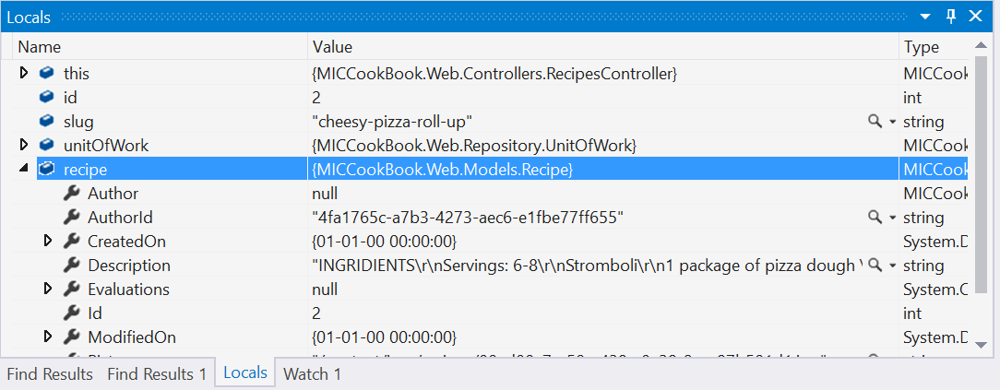 Locals
Name Value Type
this {MICCookBook.Web.Controllers.RecipesController} MICCook
id 2 int
slug "cheesy-pizza-roll-up" string
unitOfWork {MICCookBook.Web.Repository.UnitOfWork} MICCook
recipe {MICCookBook.Web.Models.Recipe} MICCook
Author null MICCook
AuthorId "4fa1765c-a7b3-4273-aec6-e1fbe77ff655" string
CreatedOn {01-01-00 00:00:00} System.D
Description "INGRIDIENTS\r\nServings: 6-8\r\nStromboli\r\n1 package of pizza dough \ string
Evaluations null System.C
Id 2 int
ModifiedOn {01-01-00 00:00:00} System.D
Find Results Find Results 1 Locals Watch 1